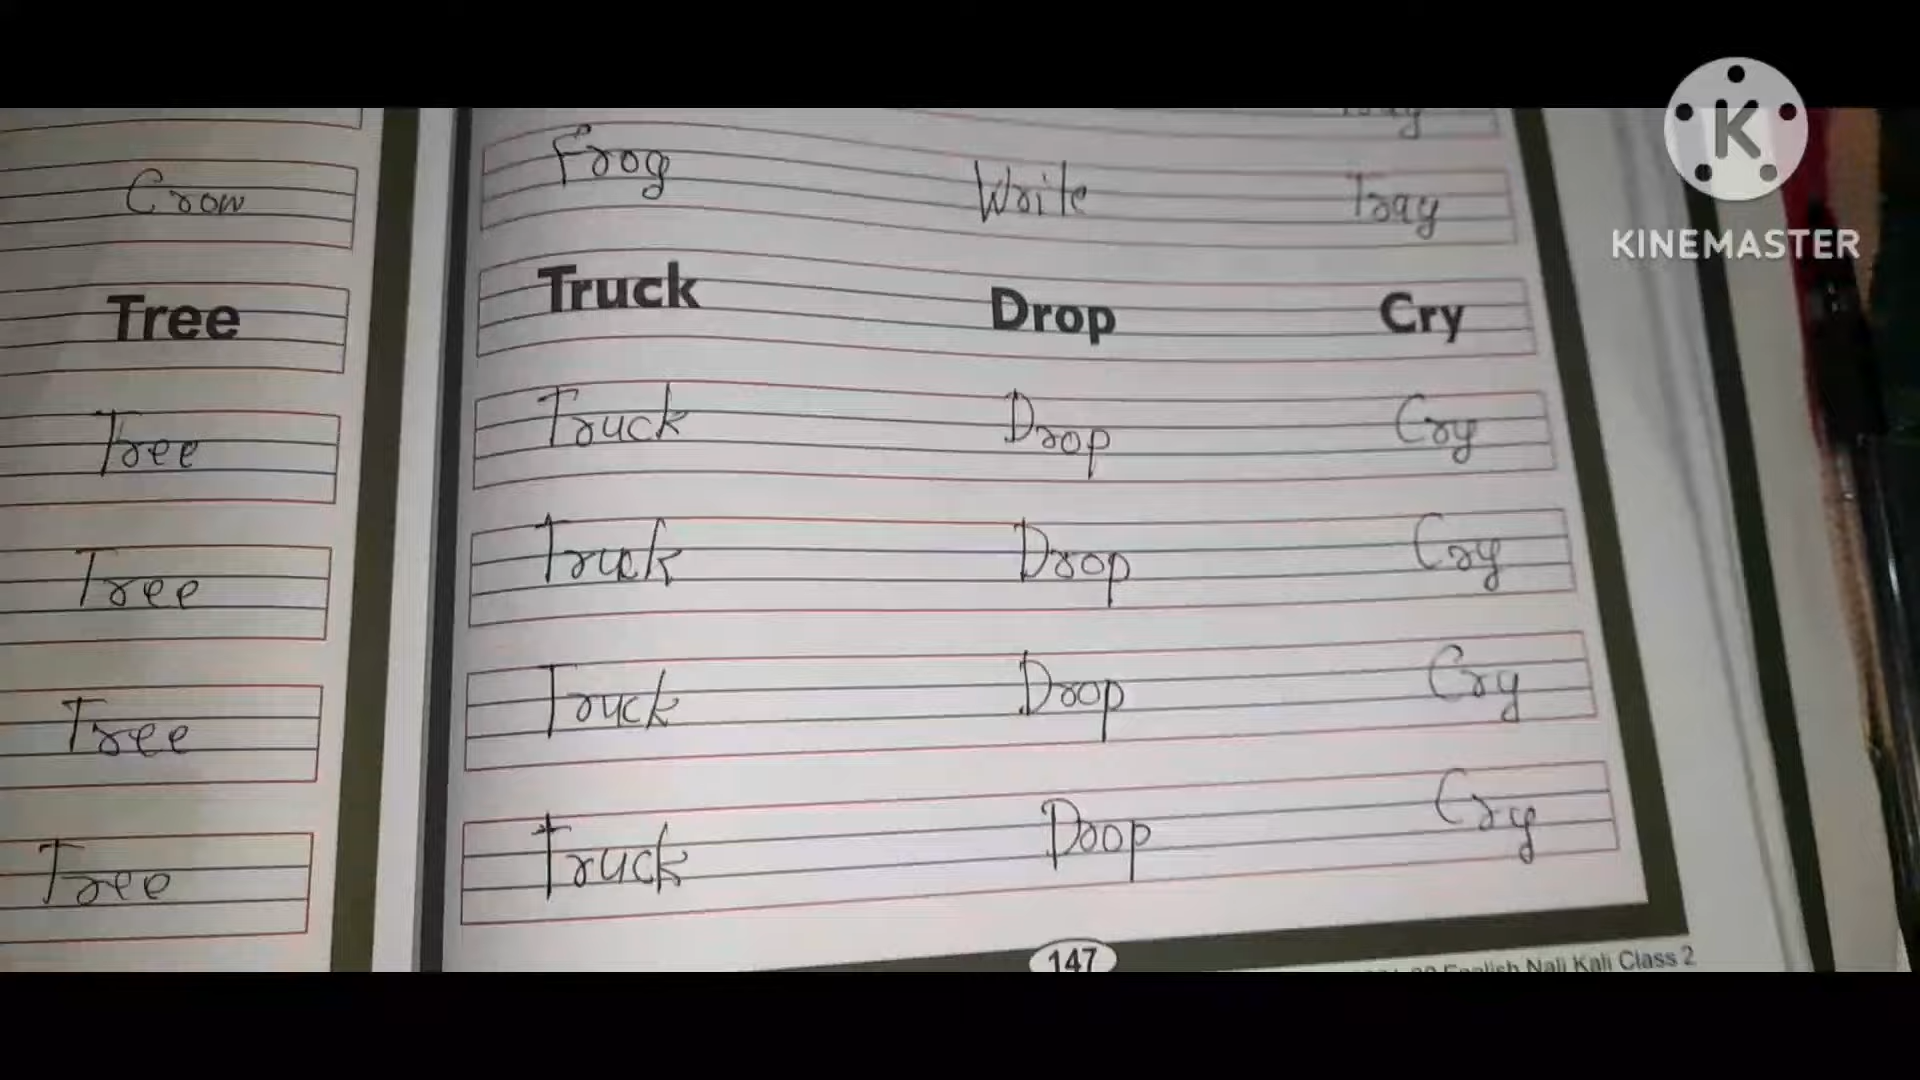 Crow
Tree
Tree
Tree
Tree
Tree
Tray
Frog Write Tray
Truck Drop Cry
Truck Drop Cry
Truck Drop Cry
Truck Drop Cry
Truck Drop Cry
147
English Nali Kali Class 2
K
KINEMASTER